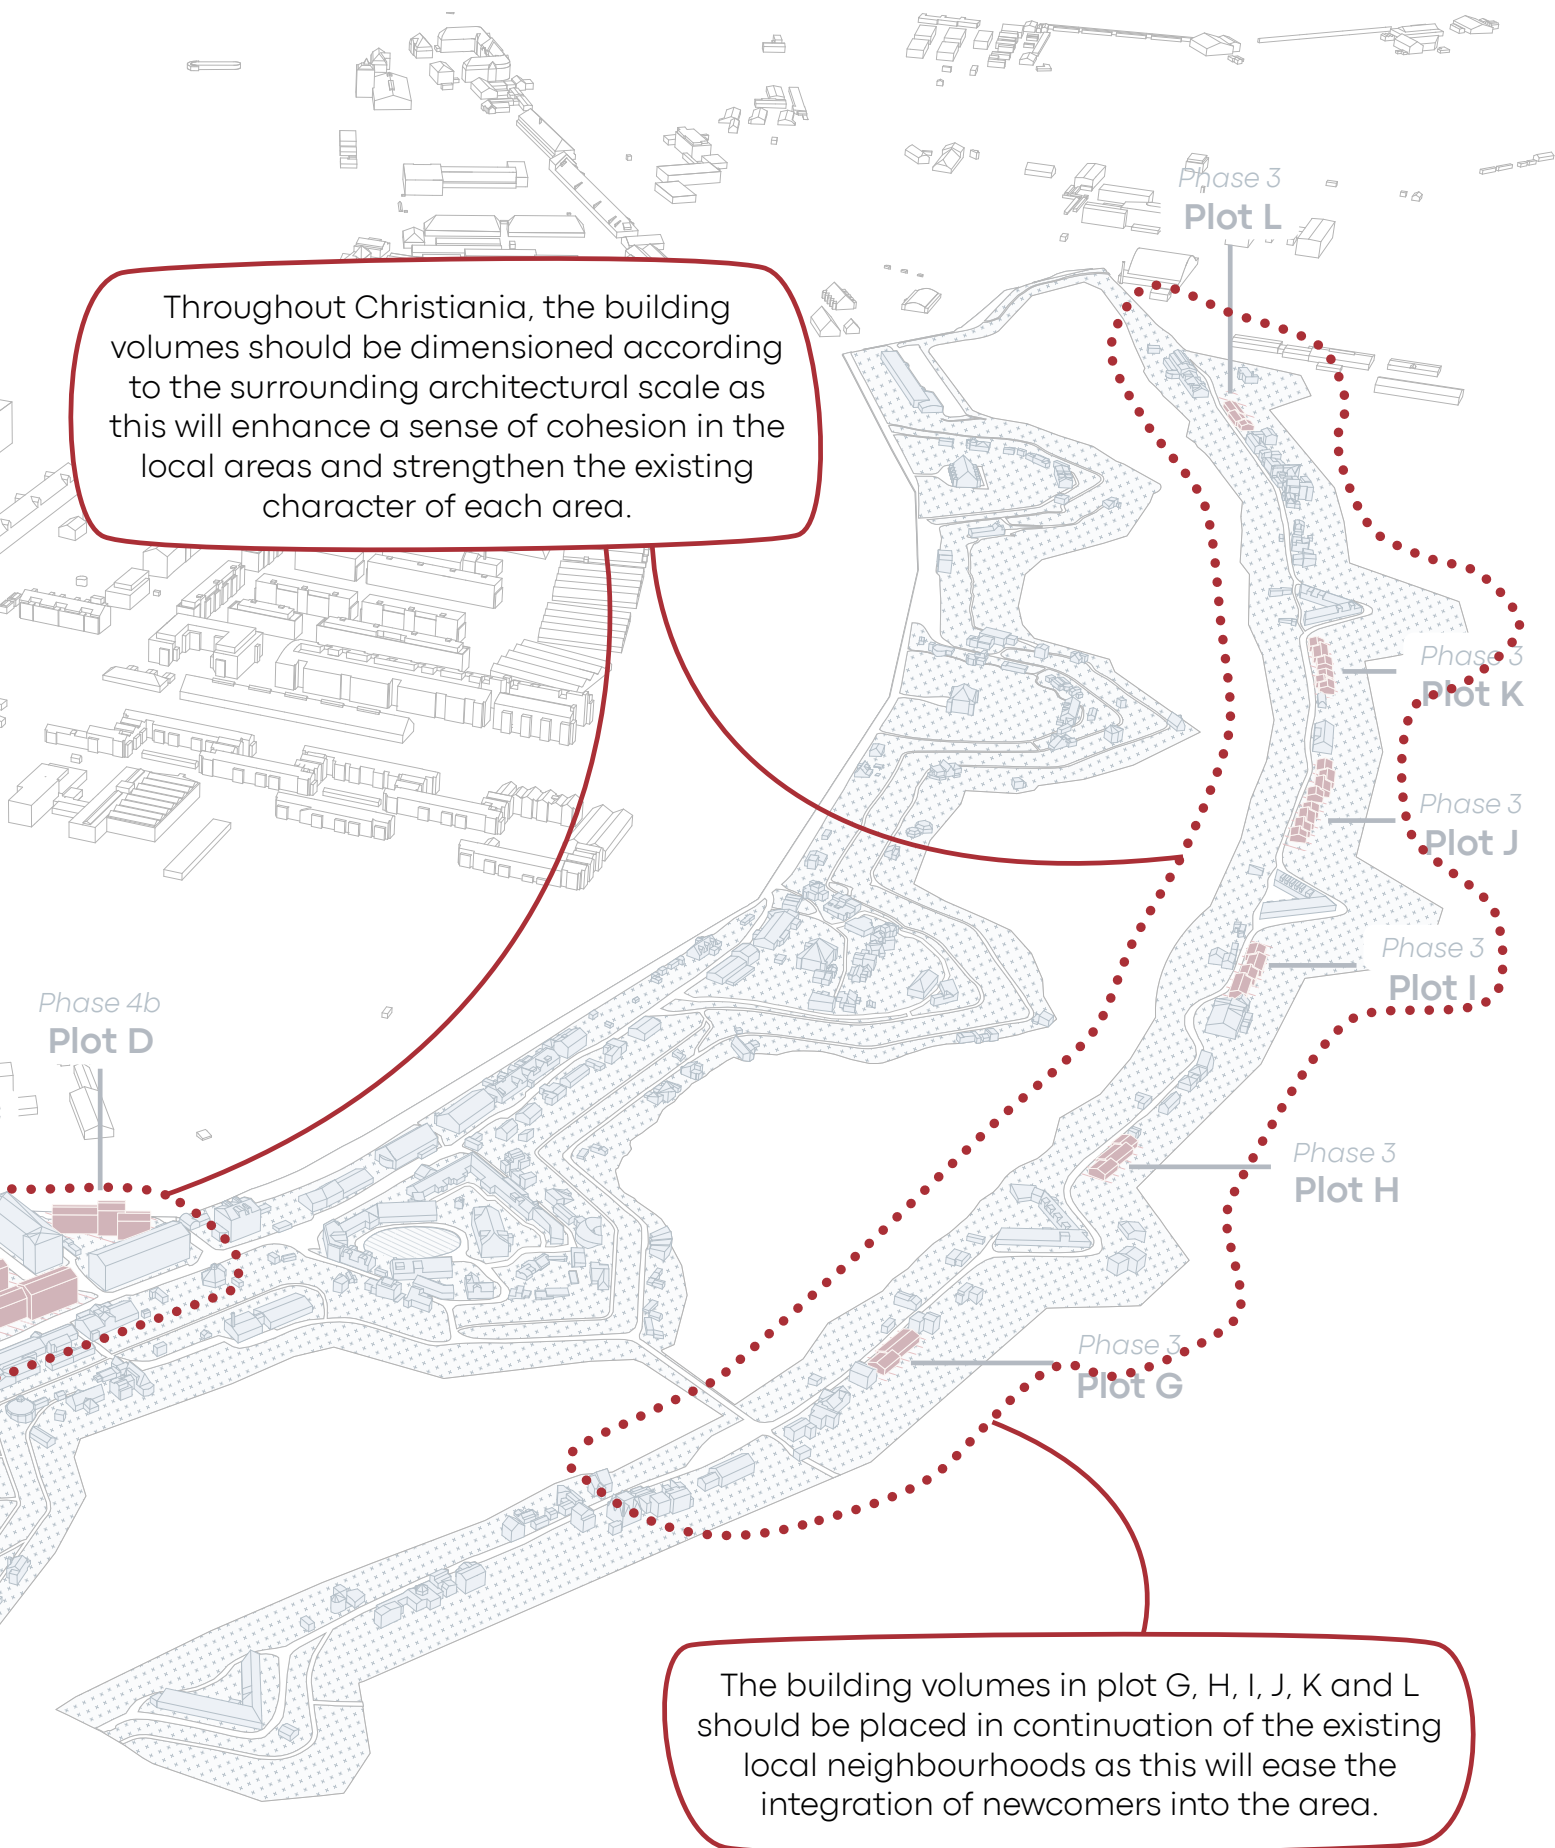 Phase 3
Plot L
Throughout Christiania, the building
volumes should be dimensioned according
to the surrounding architectural scale as
this will enhance a sense of cohesion in the
local areas and strengthen the existing
character of each area.
Phase 3
Plot K
Phase 3
Plot J
Phase 3
Plot I
Phase 4b
Plot D
Phase 3
Plot H
Phase 3
Plot G
The building volumes in plot G, H, I, J, K and L
should be placed in continuation of the existing
local neighbourhoods as this will ease the
integration of newcomers into the area.